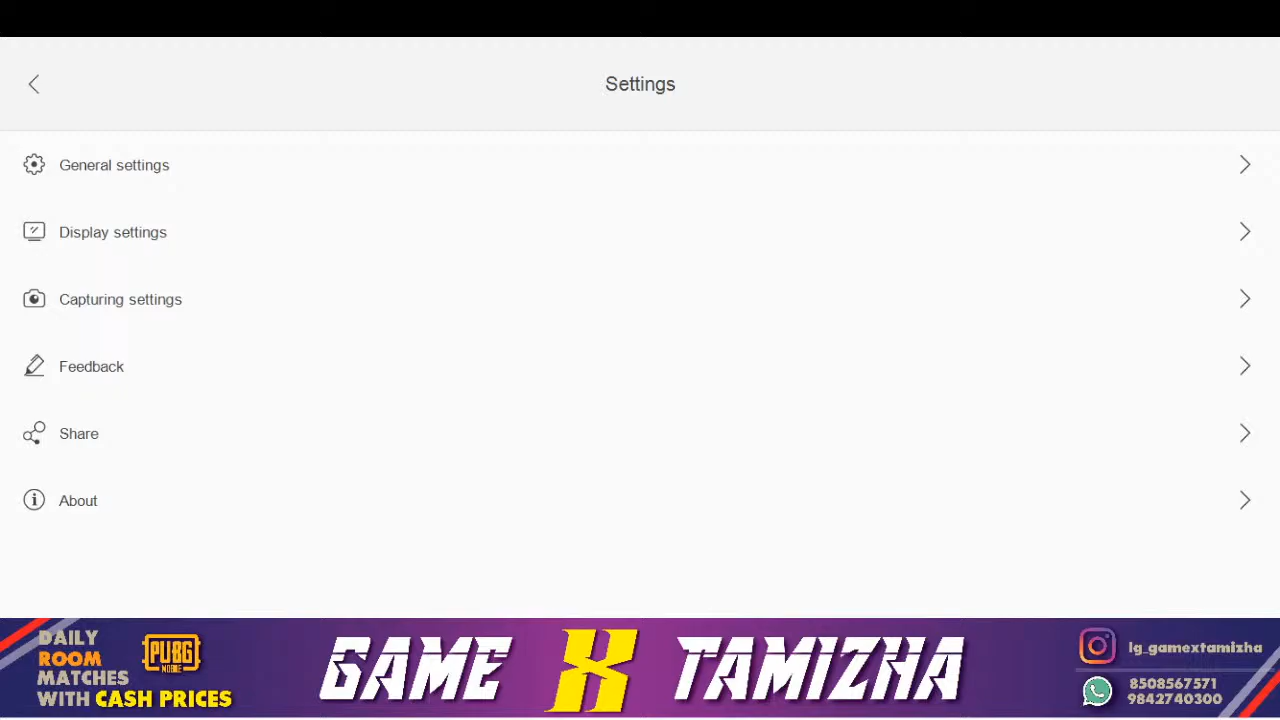 Settings
General settings
Display settings
Capturing settings
Feedback
Share
About
DAILY
ROOM
MATCHES
WITH CASH PRICES
PUBG
MOBILE
GAME X TAMIZHA
lg_gamextamizha
8508567571
9842740300